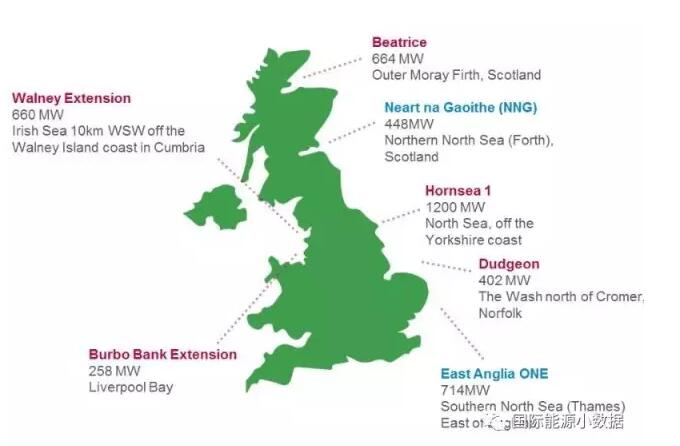 Beatrice
664 MW
Outer Moray Firth, Scotland
Walney Extension
660 MW
Irish Sea 10km WSW off the
Walney Island coast in Cumbria
Neart na Gaoithe (NNG)
448MW
Northern North Sea (Forth),
Scotland
Hornsea 1
1200 MW
North Sea, off the
Yorkshire coast
Dudgeon
402 MW
The Wash north of Cromer,
Norfolk
Burbo Bank Extension
258 MW
Liverpool Bay
East Anglia ONE
714MW
Southern North Sea (Thames)
East of
国际能源小数据